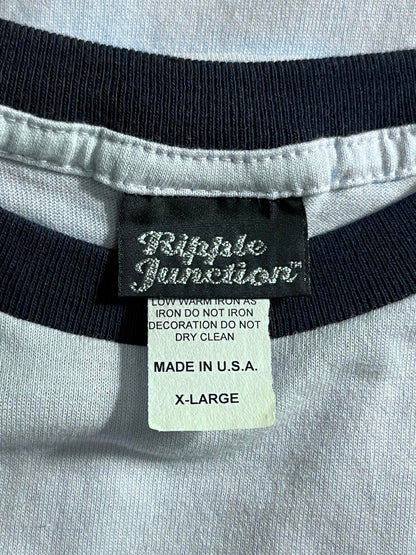 Ripple
Junction™
LOW WARM IRON AS
IRON DO NOT IRON
DECORATION DO NOT
DRY CLEAN
MADE IN U.S.A.
X-LARGE